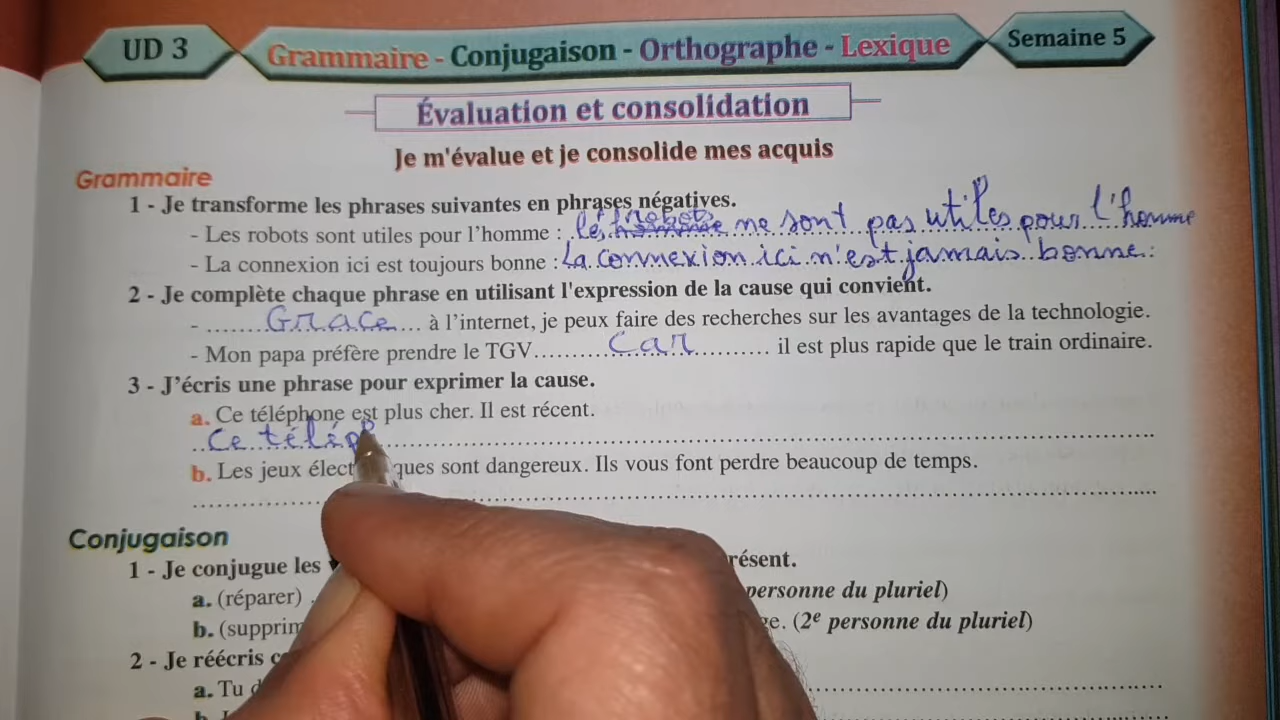 UD 3
Grammaire - Conjugaison - Orthographe - Lexique
Semaine 5
Évaluation et consolidation
Je m'évalue et je consolide mes acquis
Grammaire
1 - Je transforme les phrases suivantes en phrases négatives.
- Les robots sont utiles pour l'homme : les robots ne sont pas utiles pour l'homme
- La connexion ici est toujours bonne : La connexion ici n'est jamais bonne.
2 - Je complète chaque phrase en utilisant l'expression de la cause qui convient.
- Grace à l'internet, je peux faire des recherches sur les avantages de la technologie.
- Mon papa préfère prendre le TGV car il est plus rapide que le train ordinaire.
3 - J'écris une phrase pour exprimer la cause.
a. Ce téléphone est plus cher. Il est récent.
Ce télép
b. Les jeux élect ques sont dangereux. Ils vous font perdre beaucoup de temps.
Conjugaison
1 - Je conjugue les résent.
a. (réparer) personne du pluriel)
b. (supprim ge. (2e personne du pluriel)
2 - Je réécris
a. Tu
b.